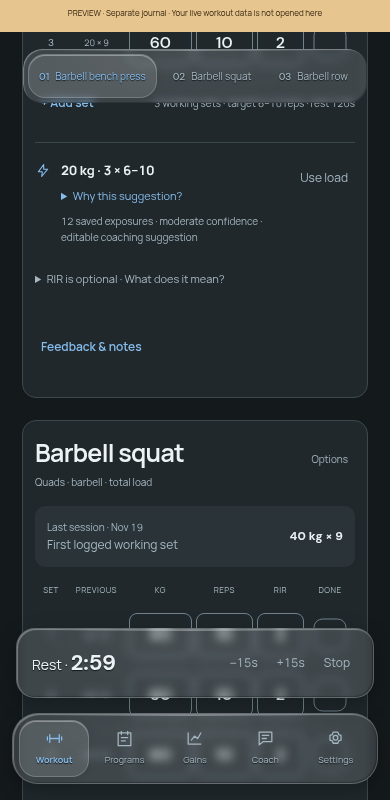 PREVIEW · Separate journal · Your live workout data is not opened here
3 20 × 9 60 10 2
01 Barbell bench press 02 Barbell squat 03 Barbell row
+ Add set 3 working sets · target 6–10 reps · rest 120s
20 kg · 3 × 6–10
Use load
▶ Why this suggestion?
12 saved exposures · moderate confidence ·
editable coaching suggestion
▶ RIR is optional · What does it mean?
Feedback & notes
Barbell squat
Options
Quads · barbell · total load
Last session · Nov 19
First logged working set
40 kg × 9
SET PREVIOUS KG REPS RIR DONE
Rest · 2:59 −15s +15s Stop
Workout Programs Gains Coach Settings